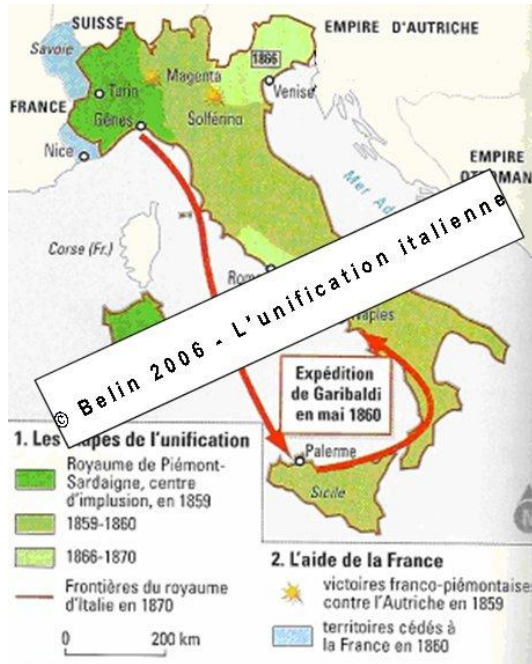 SUISSE
EMPIRE D'AUTRICHE
Savoie
1866
Magenta
Turin
Venise
FRANCE
Gênes
Solférino
Nice
EMPIRE
OTTOMAN
Mer
Corse (Fr.)
© Belin 2006 - L'unification italienne
Naples
Expédition
de Garibaldi
en mai 1860
Palerme
Sicile
1. Les de l'unification
Royaume de Piémont-
Sardaigne, centre
d'implusion, en 1859
1859-1860
1866-1870
Frontières du royaume
d'Italie en 1870
0 200 km
2. L'aide de la France
victoires franco-piémontaises
contre l'Autriche en 1859
territoires cédés à
la France en 1860